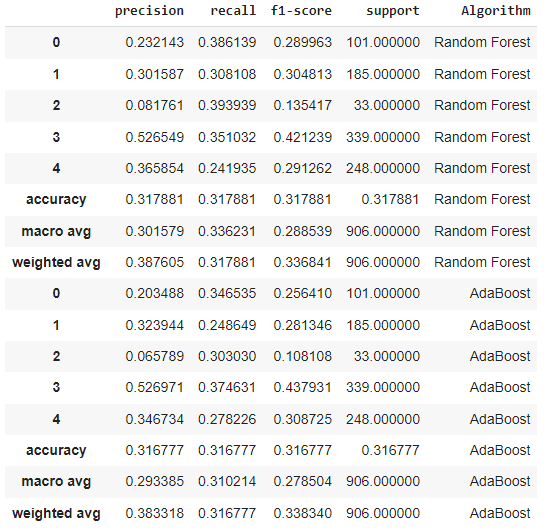 precision recall f1-score support Algorithm
0 0.232143 0.386139 0.289963 101.000000 Random Forest
1 0.301587 0.308108 0.304813 185.000000 Random Forest
2 0.081761 0.393939 0.135417 33.000000 Random Forest
3 0.526549 0.351032 0.421239 339.000000 Random Forest
4 0.365854 0.241935 0.291262 248.000000 Random Forest
accuracy 0.317881 0.317881 0.317881 0.317881 Random Forest
macro avg 0.301579 0.336231 0.288539 906.000000 Random Forest
weighted avg 0.387605 0.317881 0.336841 906.000000 Random Forest
0 0.203488 0.346535 0.256410 101.000000 AdaBoost
1 0.323944 0.248649 0.281346 185.000000 AdaBoost
2 0.065789 0.303030 0.108108 33.000000 AdaBoost
3 0.526971 0.374631 0.437931 339.000000 AdaBoost
4 0.346734 0.278226 0.308725 248.000000 AdaBoost
accuracy 0.316777 0.316777 0.316777 0.316777 AdaBoost
macro avg 0.293385 0.310214 0.278504 906.000000 AdaBoost
weighted avg 0.383318 0.316777 0.338340 906.000000 AdaBoost